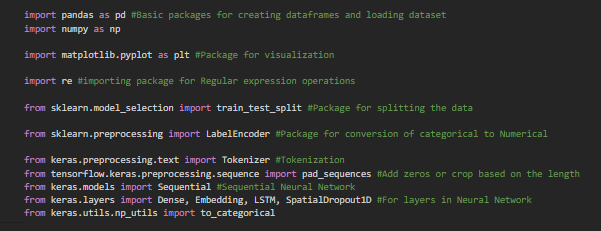 import pandas as pd #Basic packages for creating dataframes and loading dataset
import numpy as np
import matplotlib.pyplot as plt #Package for visualization
import re #importing package for Regular expression operations
from sklearn.model_selection import train_test_split #Package for splitting the data
from sklearn.preprocessing import LabelEncoder #Package for conversion of categorical to Numerical
from keras.preprocessing.text import Tokenizer #Tokenization
from tensorflow.keras.preprocessing.sequence import pad_sequences #Add zeros or crop based on the length
from keras.models import Sequential #Sequential Neural Network
from keras.layers import Dense, Embedding, LSTM, SpatialDropout1D #For layers in Neural Network
from keras.utils.np_utils import to_categorical